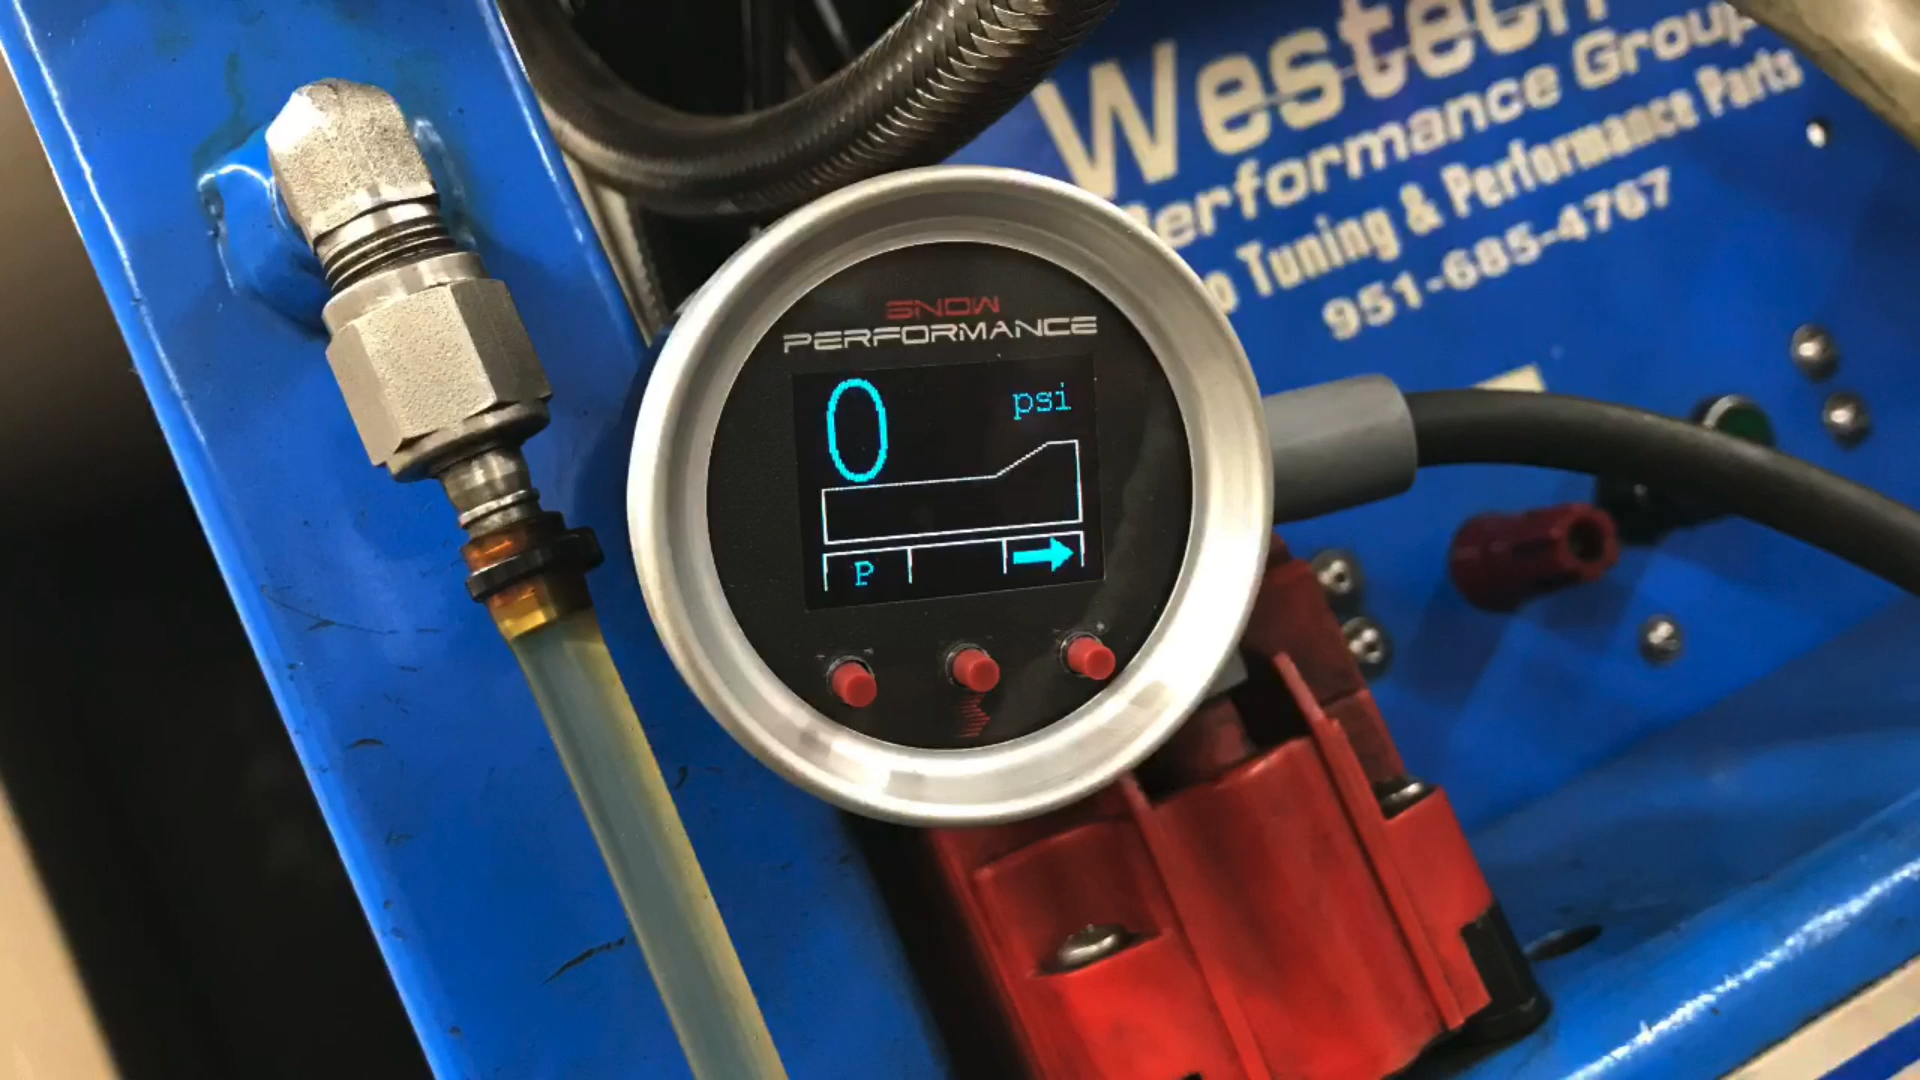 Westech
Performance Group
Tuning & Performance Parts
951-685-4767
SNOW
PERFORMANCE
0 psi
P